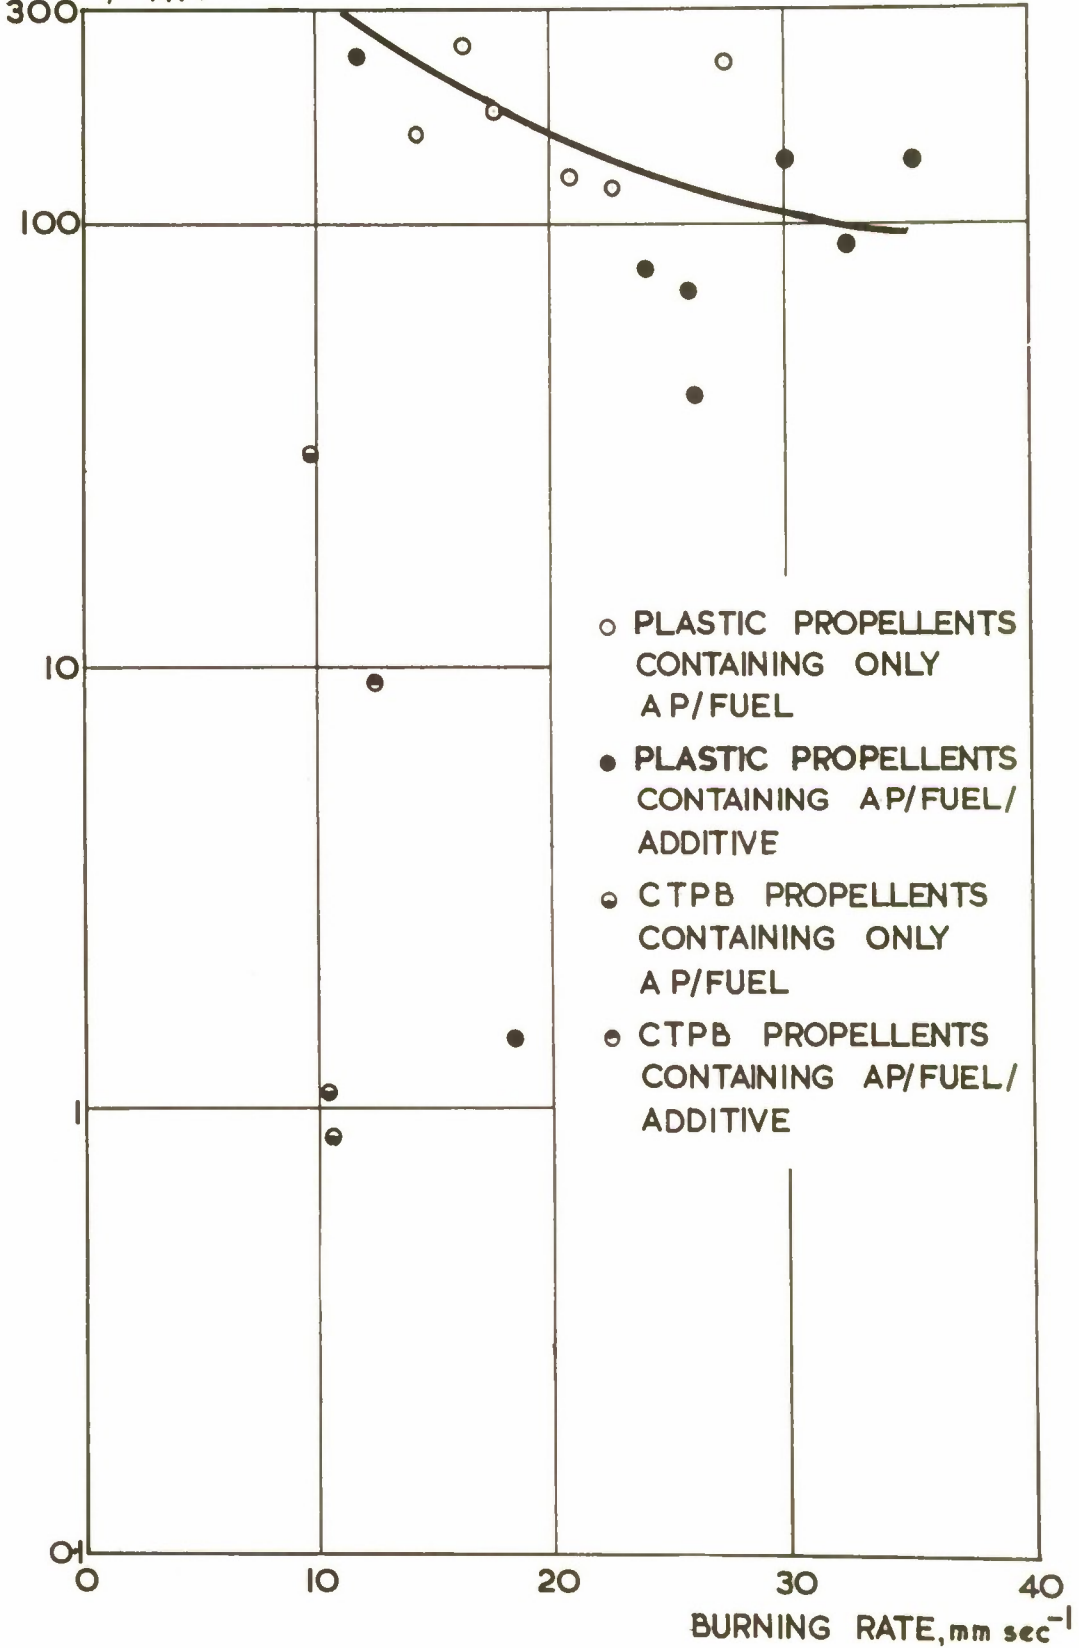 300
100
10
1
0·1
0 10 20 30 40
BURNING RATE, mm sec⁻¹
PLASTIC PROPELLENTS
CONTAINING ONLY
AP/FUEL
PLASTIC PROPELLENTS
CONTAINING AP/FUEL/
ADDITIVE
CTPB PROPELLENTS
CONTAINING ONLY
AP/FUEL
CTPB PROPELLENTS
CONTAINING AP/FUEL/
ADDITIVE